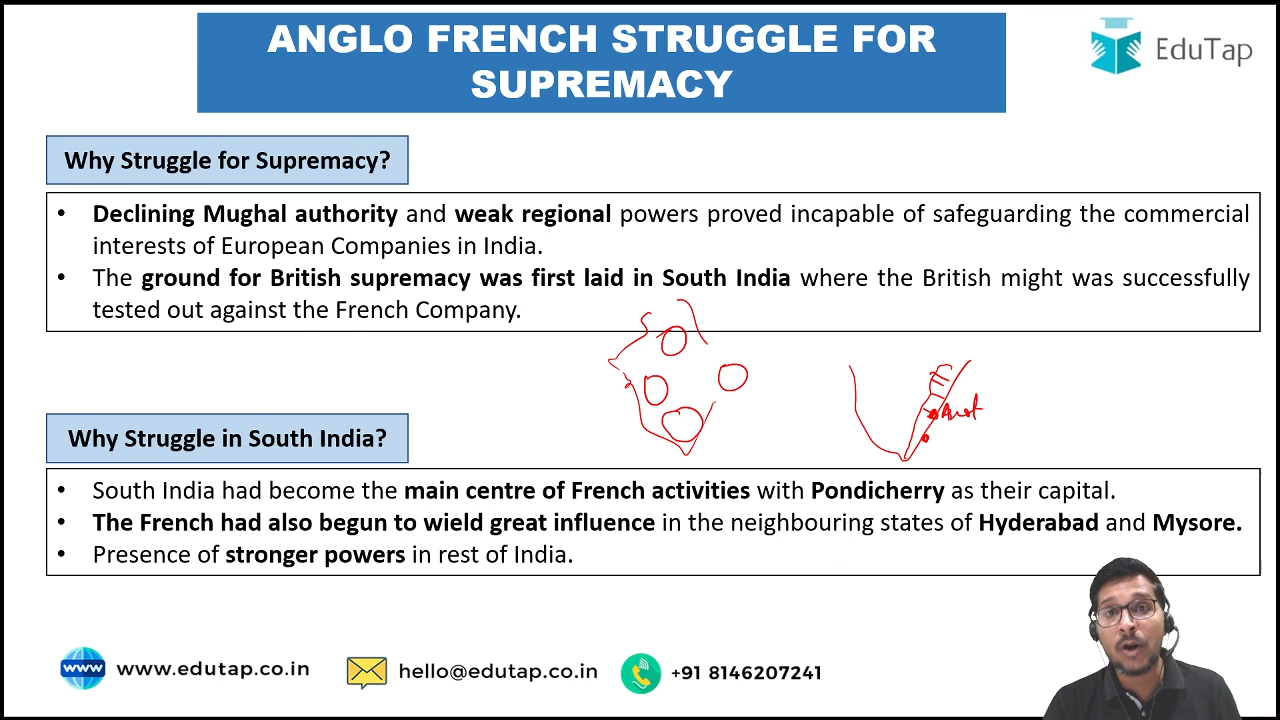 ANGLO FRENCH STRUGGLE FOR
SUPREMACY
EduTap
Why Struggle for Supremacy?
• Declining Mughal authority and weak regional powers proved incapable of safeguarding the commercial
interests of European Companies in India.
• The ground for British supremacy was first laid in South India where the British might was successfully
tested out against the French Company.
Why Struggle in South India?
• South India had become the main centre of French activities with Pondicherry as their capital.
• The French had also begun to wield great influence in the neighbouring states of Hyderabad and Mysore.
• Presence of stronger powers in rest of India.
www
www.edutap.co.in
hello@edutap.co.in
+91 8146207241